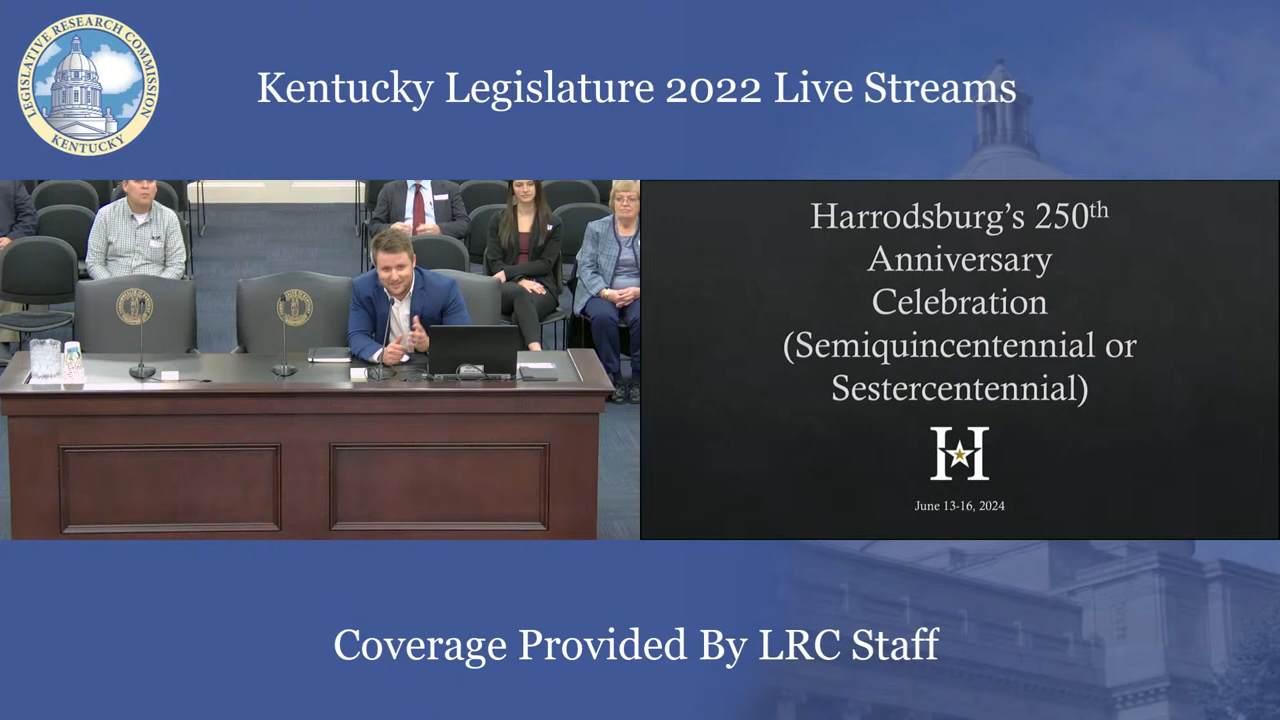 LEGISLATIVE RESEARCH COMMISSION
KENTUCKY
Kentucky Legislature 2022 Live Streams
Harrodsburg's 250th
Anniversary
Celebration
(Semiquincentennial or
Sestercentennial)
H
June 13-16, 2024
Coverage Provided By LRC Staff